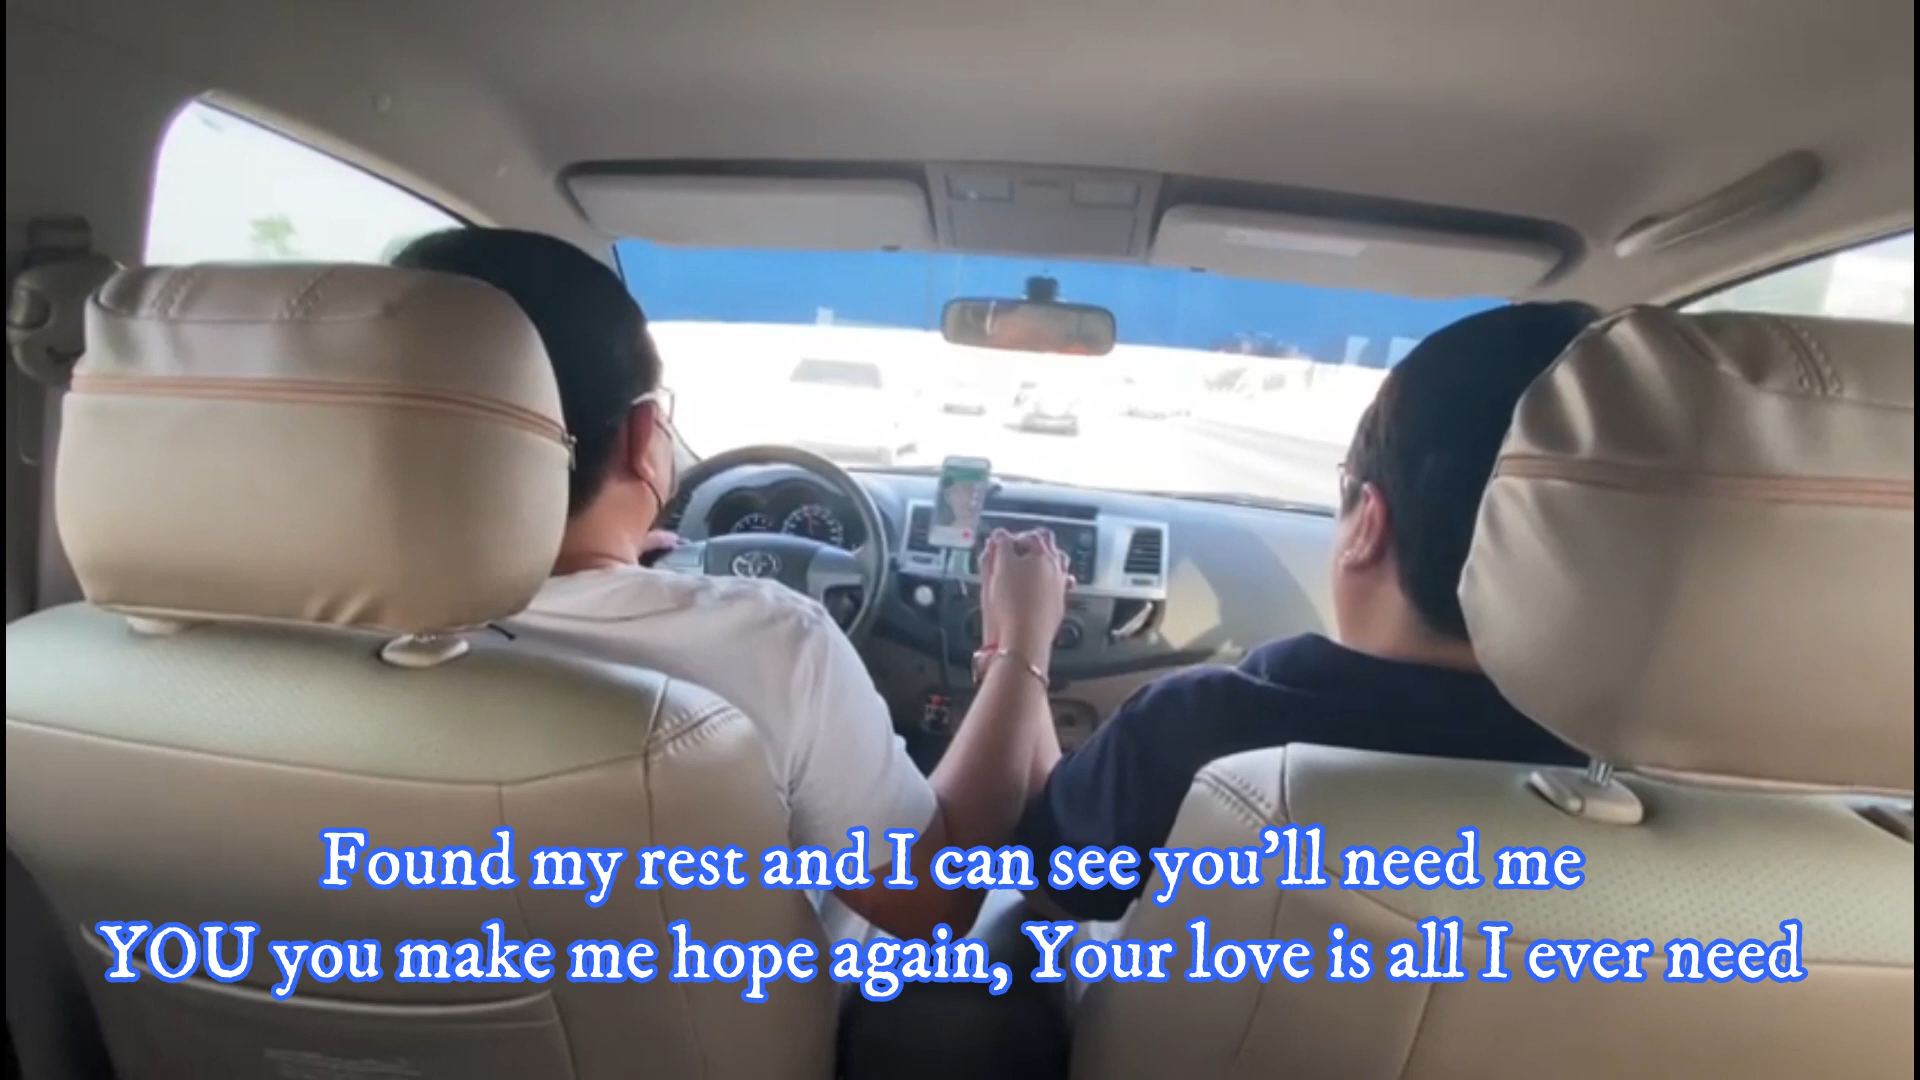 Found my rest and I can see you'll need me
YOU you make me hope again, Your love is all I ever need